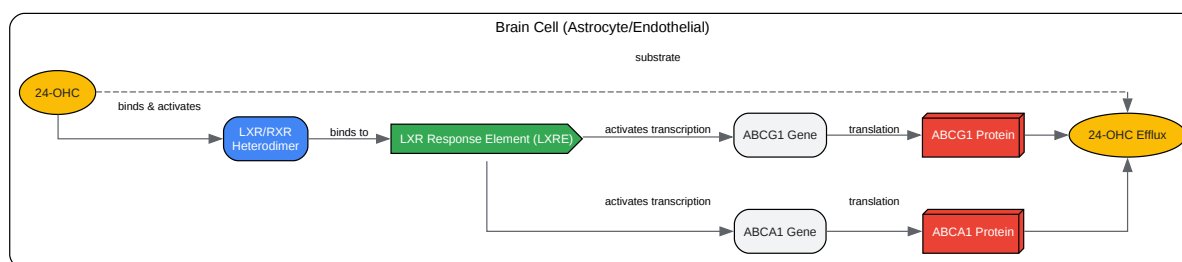 Brain Cell (Astrocyte/Endothelial)
substrate
24-OHC
binds & activates
LXR/RXR
Heterodimer
binds to
LXR Response Element (LXRE)
activates transcription
ABCG1 Gene
translation
ABCG1 Protein
24-OHC Efflux
activates transcription
ABCA1 Gene
translation
ABCA1 Protein